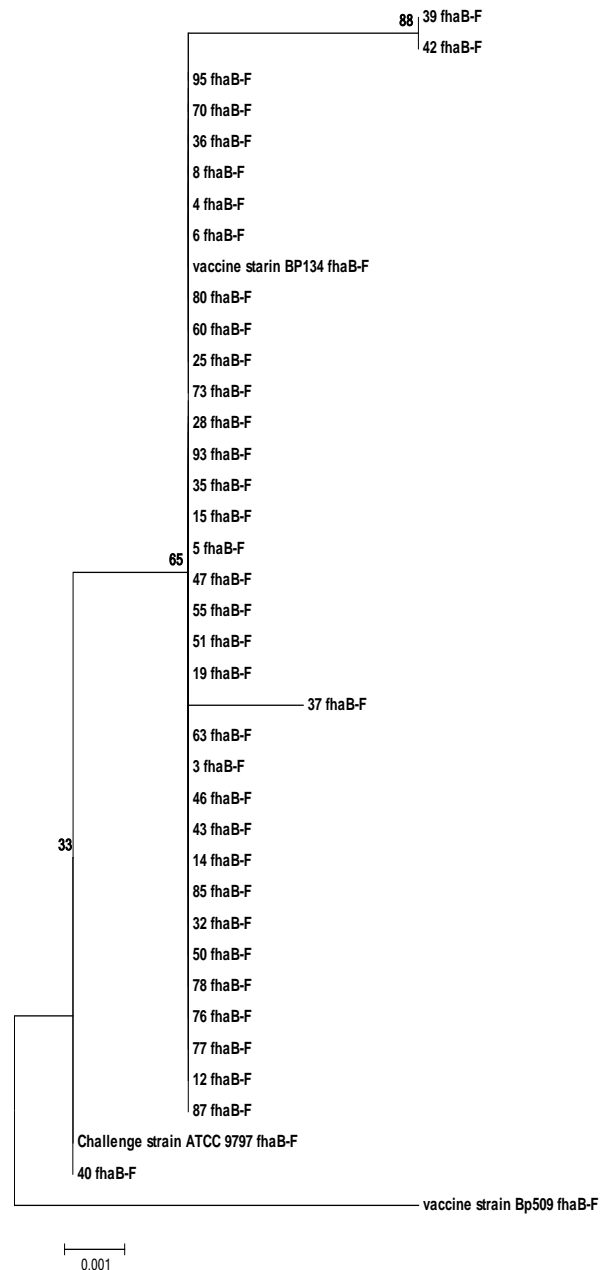 88
39 fhaB-F
42 fhaB-F
95 fhaB-F
70 fhaB-F
36 fhaB-F
8 fhaB-F
4 fhaB-F
6 fhaB-F
vaccine starin BP134 fhaB-F
80 fhaB-F
60 fhaB-F
25 fhaB-F
73 fhaB-F
28 fhaB-F
93 fhaB-F
35 fhaB-F
15 fhaB-F
5 fhaB-F
65
47 fhaB-F
55 fhaB-F
51 fhaB-F
19 fhaB-F
37 fhaB-F
63 fhaB-F
3 fhaB-F
46 fhaB-F
43 fhaB-F
33
14 fhaB-F
85 fhaB-F
32 fhaB-F
50 fhaB-F
78 fhaB-F
76 fhaB-F
77 fhaB-F
12 fhaB-F
87 fhaB-F
Challenge strain ATCC 9797 fhaB-F
40 fhaB-F
vaccine strain Bp509 fhaB-F
0.001